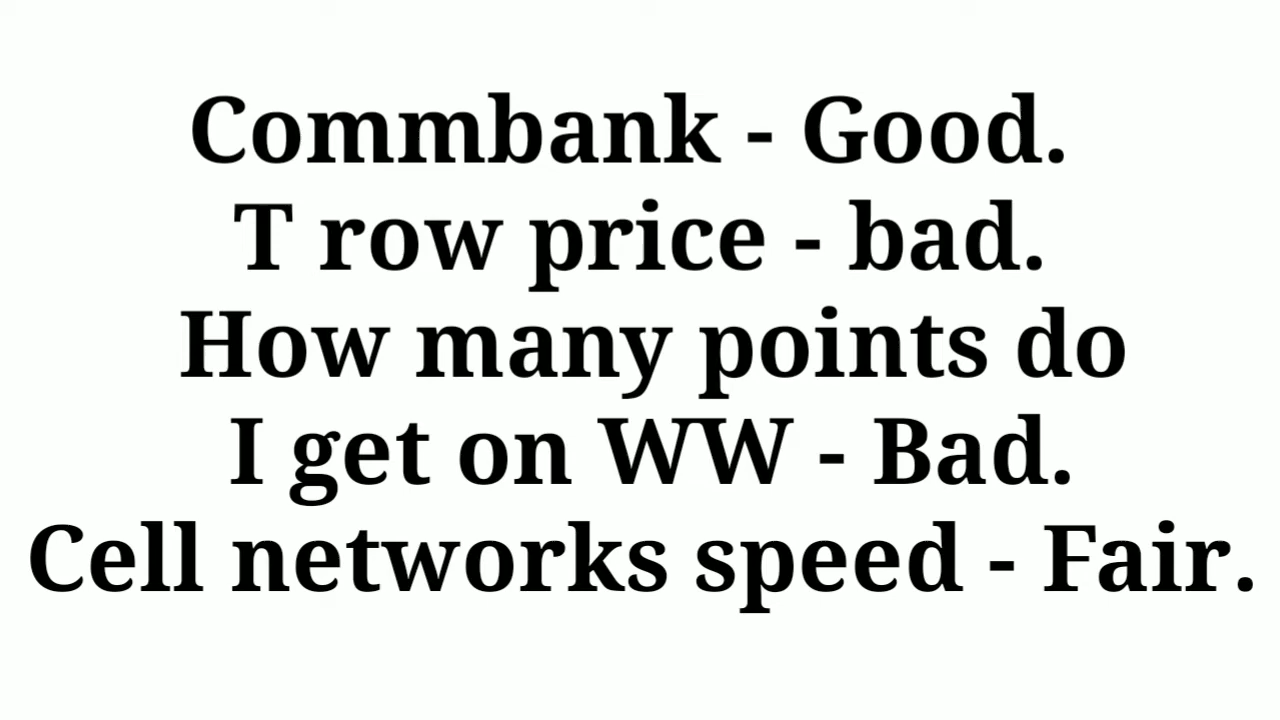 Commbank - Good.
T row price - bad.
How many points do
I get on WW - Bad.
Cell networks speed - Fair.